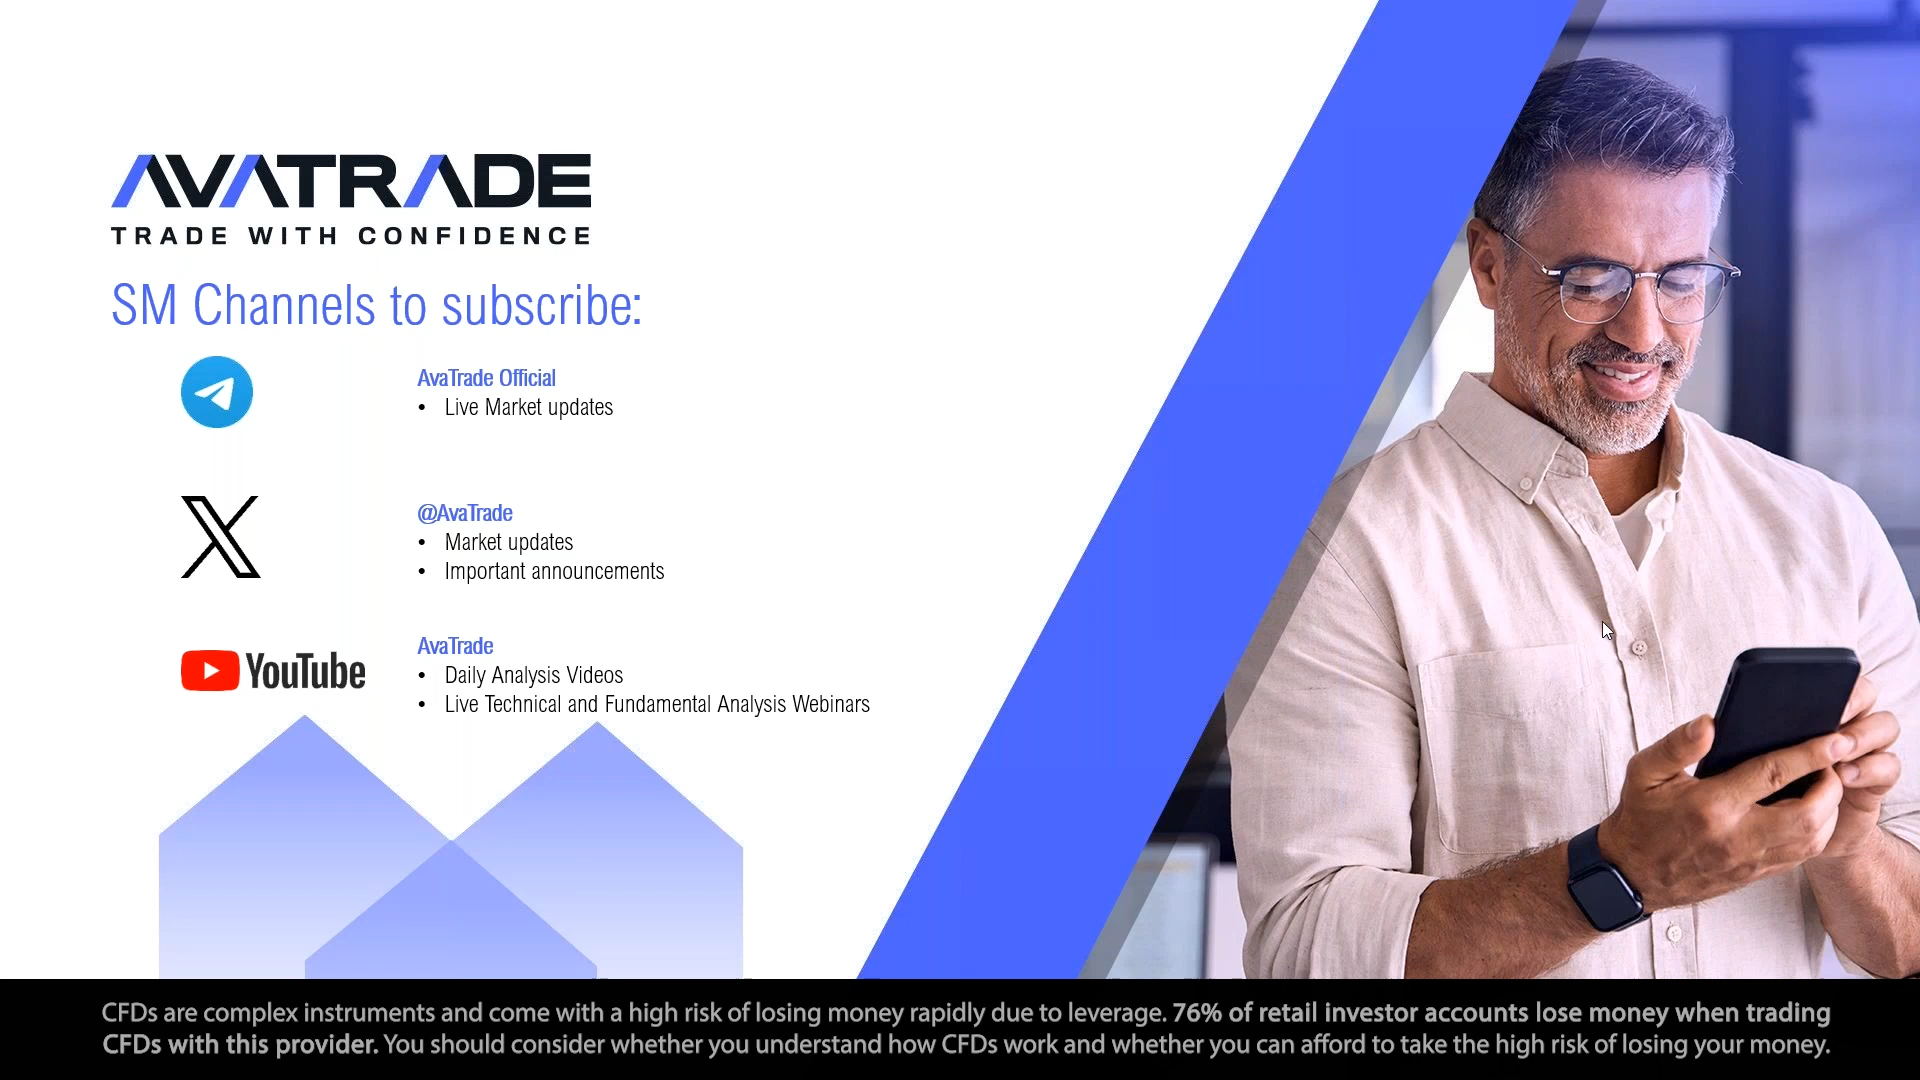 AVATRADE
TRADE WITH CONFIDENCE
SM Channels to subscribe:
AvaTrade Official
• Live Market updates
@AvaTrade
• Market updates
• Important announcements
YouTube
AvaTrade
• Daily Analysis Videos
• Live Technical and Fundamental Analysis Webinars
CFDs are complex instruments and come with a high risk of losing money rapidly due to leverage. 76% of retail investor accounts lose money when trading
CFDs with this provider. You should consider whether you understand how CFDs work and whether you can afford to take the high risk of losing your money.